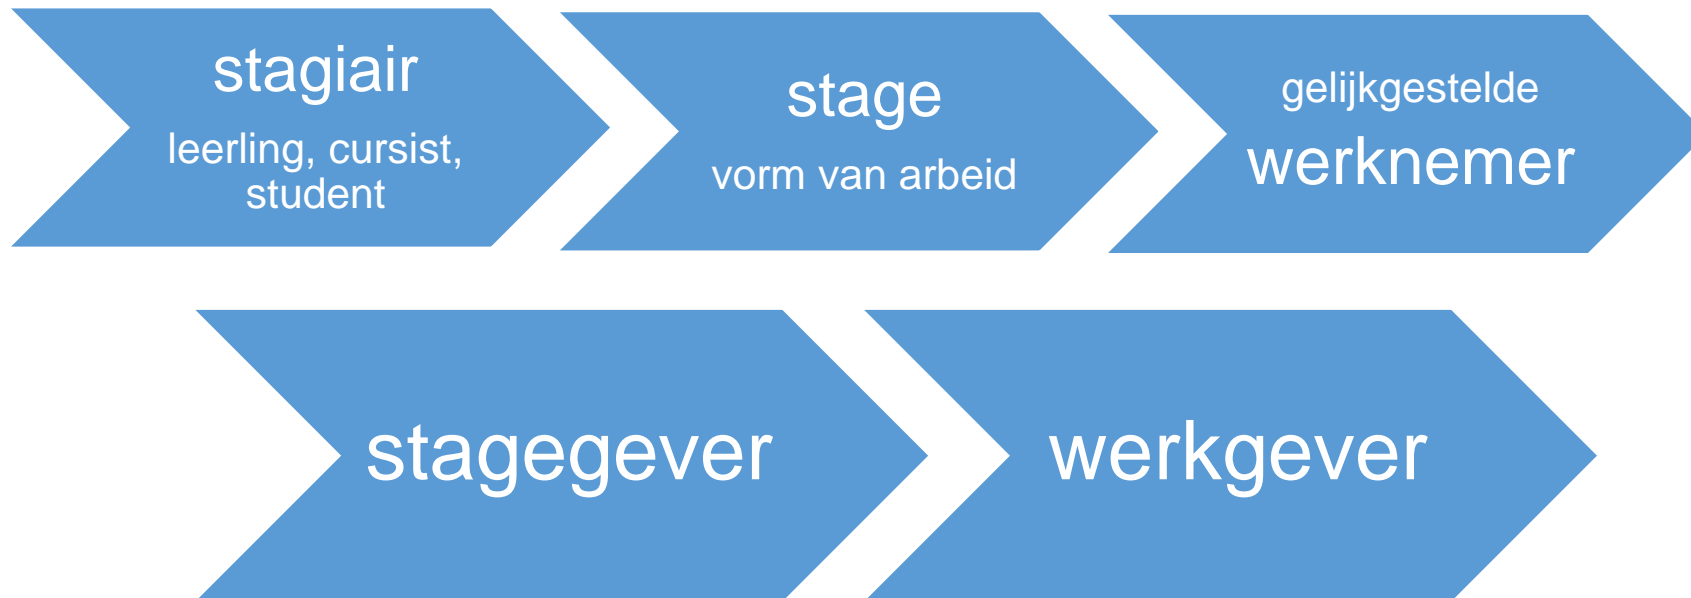 stagiair
leerling, cursist,
student
stage
vorm van arbeid
gelijkgestelde
werknemer
stagegever
werkgever